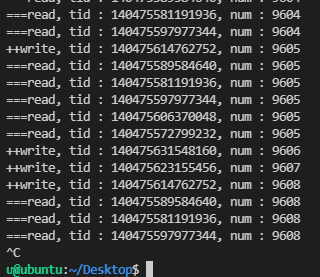 ===read, tid : 140475581191936, num : 9604
===read, tid : 140475597977344, num : 9604
++write, tid : 140475614762752, num : 9605
===read, tid : 140475589584640, num : 9605
===read, tid : 140475581191936, num : 9605
===read, tid : 140475597977344, num : 9605
===read, tid : 140475606370048, num : 9605
===read, tid : 140475572799232, num : 9605
++write, tid : 140475631548160, num : 9606
++write, tid : 140475623155456, num : 9607
++write, tid : 140475614762752, num : 9608
===read, tid : 140475589584640, num : 9608
===read, tid : 140475581191936, num : 9608
===read, tid : 140475597977344, num : 9608
^C
u@ubuntu:~/Desktop$